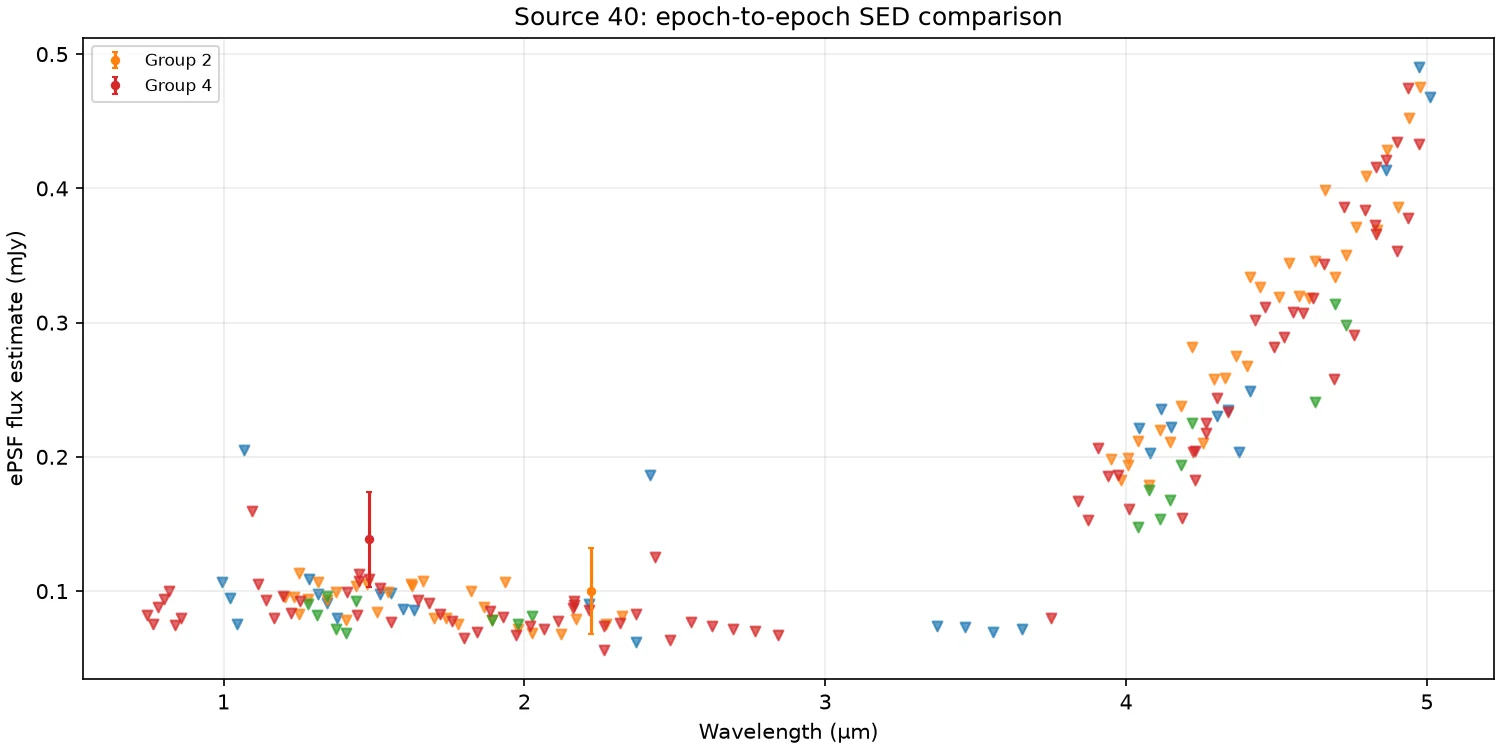 Source 40: epoch-to-epoch SED comparison
Group 2
Group 4
ePSF flux estimate (mJy)
0.5
0.4
0.3
0.2
0.1
1 2 3 4 5
Wavelength (μm)